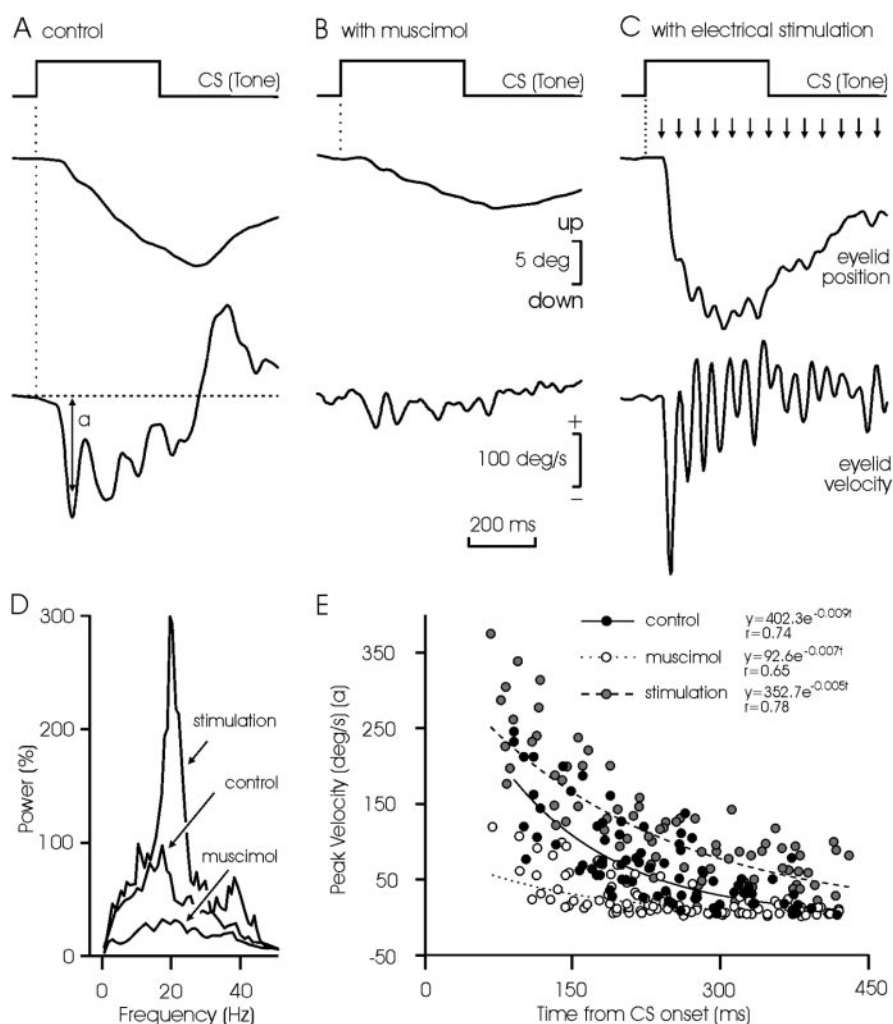 A control
CS (Tone)
a
B with muscimol
CS (Tone)
up
5 deg
down
+
100 deg/s
−
200 ms
C with electrical stimulation
CS (Tone)
eyelid
position
eyelid
velocity
D
300
200
100
0
Power (%)
stimulation
control
muscimol
0 20 40
Frequency (Hz)
E
350
250
150
50
-50
Peak Velocity (deg/s) (a)
control y=402.3e-0.009t
r=0.74
muscimol y=92.6e-0.007t
r=0.65
stimulation y=352.7e-0.005t
r=0.78
0 150 300 450
Time from CS onset (ms)